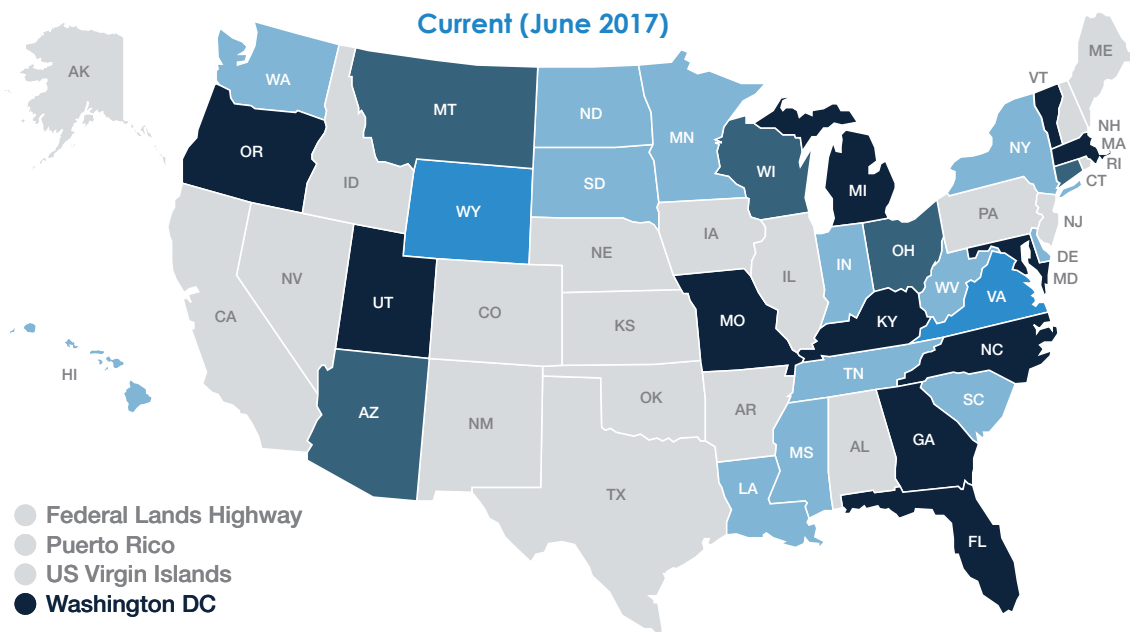 Current (June 2017)
AK
WA
MT
ND
MN
ME
VT
NH
MA
RI
CT
NY
OR
ID
WY
SD
WI
MI
PA
NJ
IA
NE
NV
UT
CO
IL
IN
OH
WV
VA
DE
MD
CA
KS
MO
KY
NC
HI
TN
SC
AZ
NM
OK
AR
MS
AL
GA
TX
LA
FL
Federal Lands Highway
Puerto Rico
US Virgin Islands
Washington DC